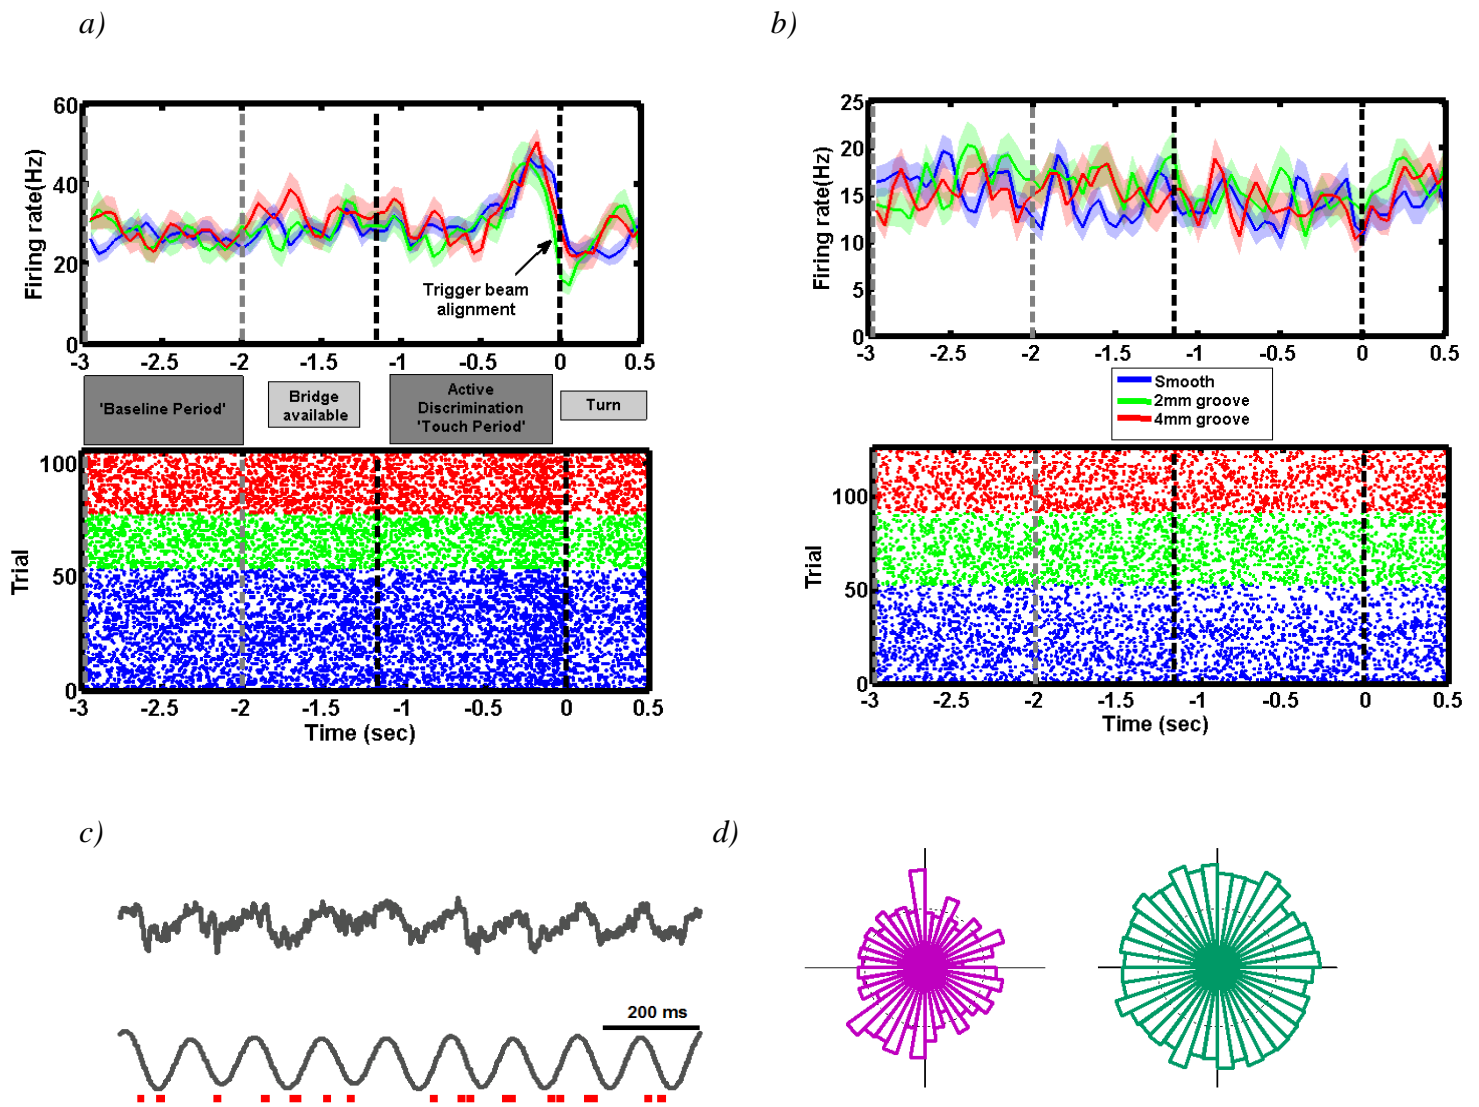 a)
b)
60
40
20
0
Firing rate(Hz)
Trigger beam
alignment
-3 -2.5 -2 -1.5 -1 -0.5 0 0.5
25
20
15
10
5
0
Firing rate(Hz)
-3 -2.5 -2 -1.5 -1 -0.5 0 0.5
'Baseline Period'
Bridge
available
Active
Discrimination
'Touch Period'
Turn
Smooth
2mm groove
4mm groove
100
50
0
Trial
-3 -2.5 -2 -1.5 -1 -0.5 0 0.5
Time (sec)
100
50
0
Trial
-3 -2.5 -2 -1.5 -1 -0.5 0 0.5
Time (sec)
c)
d)
200 ms